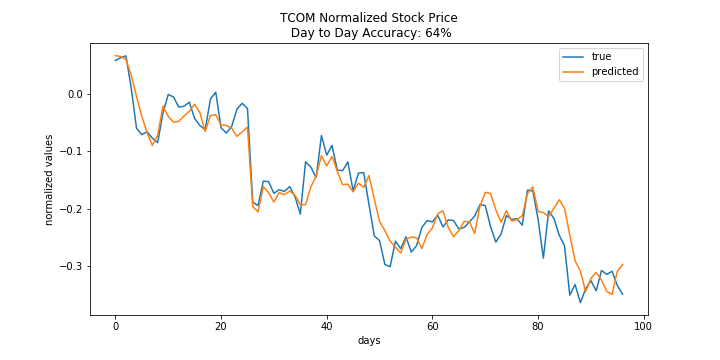 TCOM Normalized Stock Price
Day to Day Accuracy: 64%
true
predicted
0.0
−0.1
−0.2
−0.3
normalized values
0
20
40
60
80
100
days